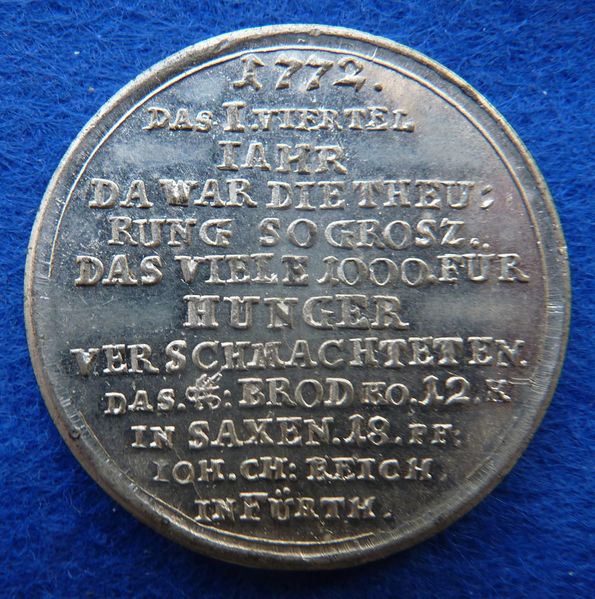 1772.
DAS I. VIERTEL
IAHR
DA WAR DIE THEU:
RUNG SO GROSZ.
DAS VIELE 1000. FÜR
HUNGER
VERSCHMACHTETEN.
DAS ℔: BROD KO. 12. K
IN SAXEN. 18. PF:
IOH. CH: REICH.
IN FÜRTH.